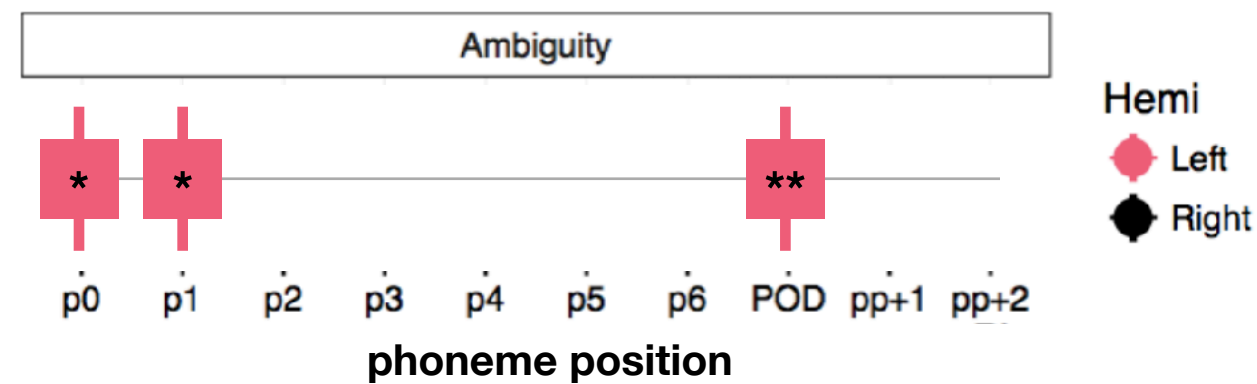 Ambiguity
Hemi
Left
Right
* * **
p0 p1 p2 p3 p4 p5 p6 POD pp+1 pp+2
phoneme position